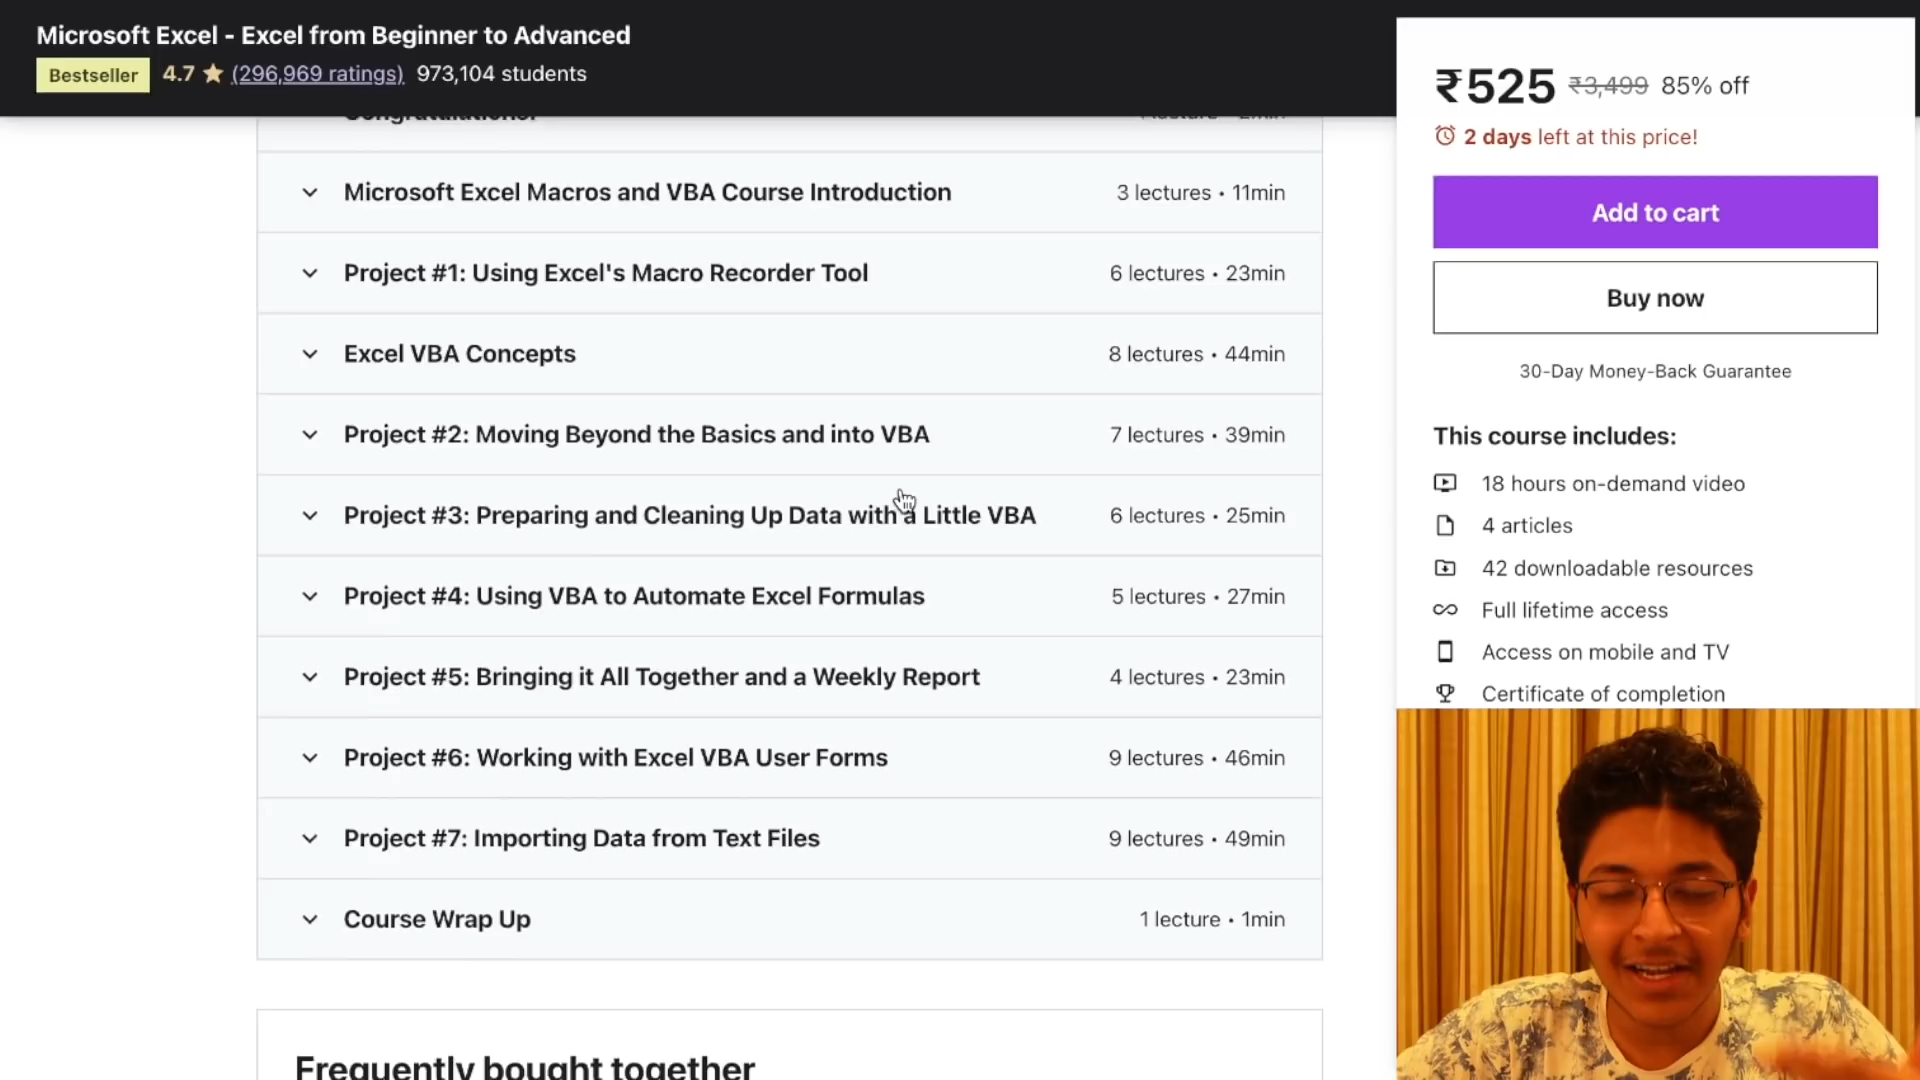 Microsoft Excel - Excel from Beginner to Advanced
Bestseller 4.7 (296,969 ratings) 973,104 students
Congratulations!
Microsoft Excel Macros and VBA Course Introduction 3 lectures • 11min
Project #1: Using Excel's Macro Recorder Tool 6 lectures • 23min
Excel VBA Concepts 8 lectures • 44min
Project #2: Moving Beyond the Basics and into VBA 7 lectures • 39min
Project #3: Preparing and Cleaning Up Data with a Little VBA 6 lectures • 25min
Project #4: Using VBA to Automate Excel Formulas 5 lectures • 27min
Project #5: Bringing it All Together and a Weekly Report 4 lectures • 23min
Project #6: Working with Excel VBA User Forms 9 lectures • 46min
Project #7: Importing Data from Text Files 9 lectures • 49min
Course Wrap Up 1 lecture • 1min
Frequently bought together
₹525 ₹3,499 85% off
2 days left at this price!
Add to cart
Buy now
30-Day Money-Back Guarantee
This course includes:
18 hours on-demand video
4 articles
42 downloadable resources
Full lifetime access
Access on mobile and TV
Certificate of completion